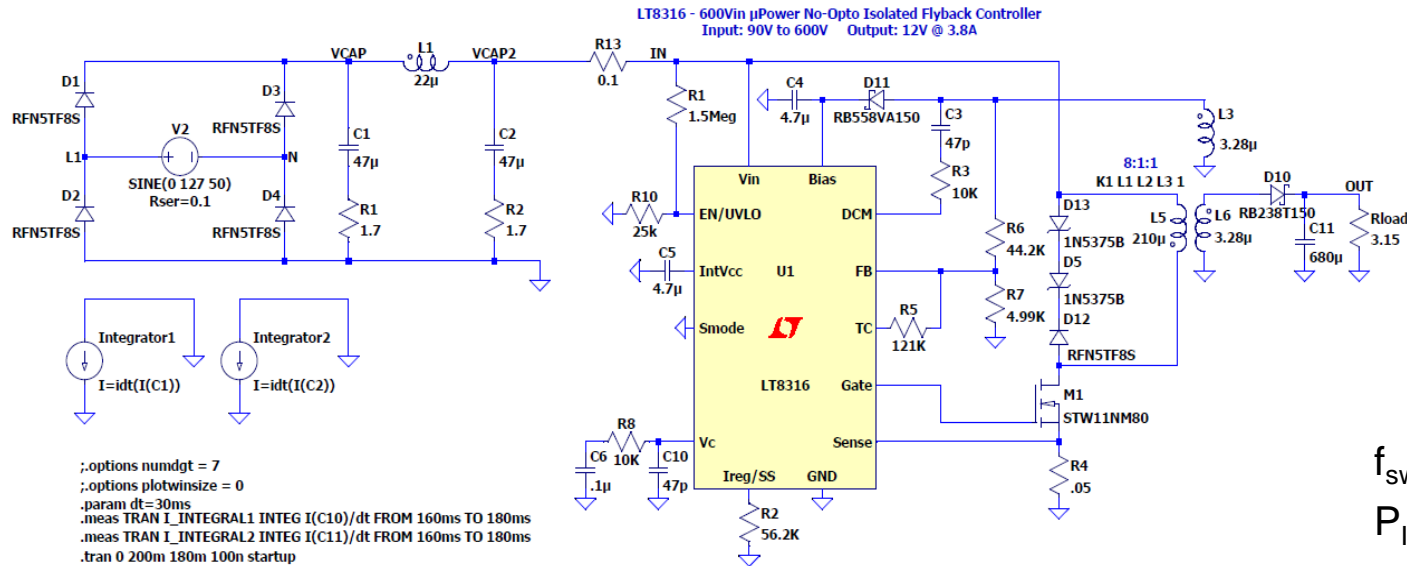 LT8316 - 600Vin µPower No-Opto Isolated Flyback Controller
Input: 90V to 600V Output: 12V @ 3.8A
VCAP
L1
22µ
VCAP2
R13
0.1
IN
D1
RFN5TF8S
D3
RFN5TF8S
V2
L1
N
SINE(0 127 50)
Rser=0.1
D2
RFN5TF8S
D4
RFN5TF8S
C1
47µ
R1
1.7
C2
47µ
R2
1.7
R1
1.5Meg
R10
25k
C4
4.7µ
D11
RB558VA150
C3
47p
R3
10K
L3
3.28µ
8:1:1
K1 L1 L2 L3 1
D10
RB238T150
OUT
L5
210µ
L6
3.28µ
C11
680µ
Rload
3.15
D13
1N5375B
D5
1N5375B
D12
RFN5TF8S
R6
44.2K
R7
4.99K
R5
121K
Vin
Bias
EN/UVLO
DCM
IntVcc
U1
FB
Smode
TC
LT8316
Gate
Vc
Sense
Ireg/SS
GND
C5
4.7µ
M1
STW11NM80
R4
.05
R8
10K
C6
.1µ
C10
47p
R2
56.2K
Integrator1
I=idt(I(C1))
Integrator2
I=idt(I(C2))
;.options numdgt = 7
;.options plotwinsize = 0
.param dt=30ms
.meas TRAN I_INTEGRAL1 INTEG I(C10)/dt FROM 160ms TO 180ms
.meas TRAN I_INTEGRAL2 INTEG I(C11)/dt FROM 160ms TO 180ms
.tran 0 200m 180m 100n startup